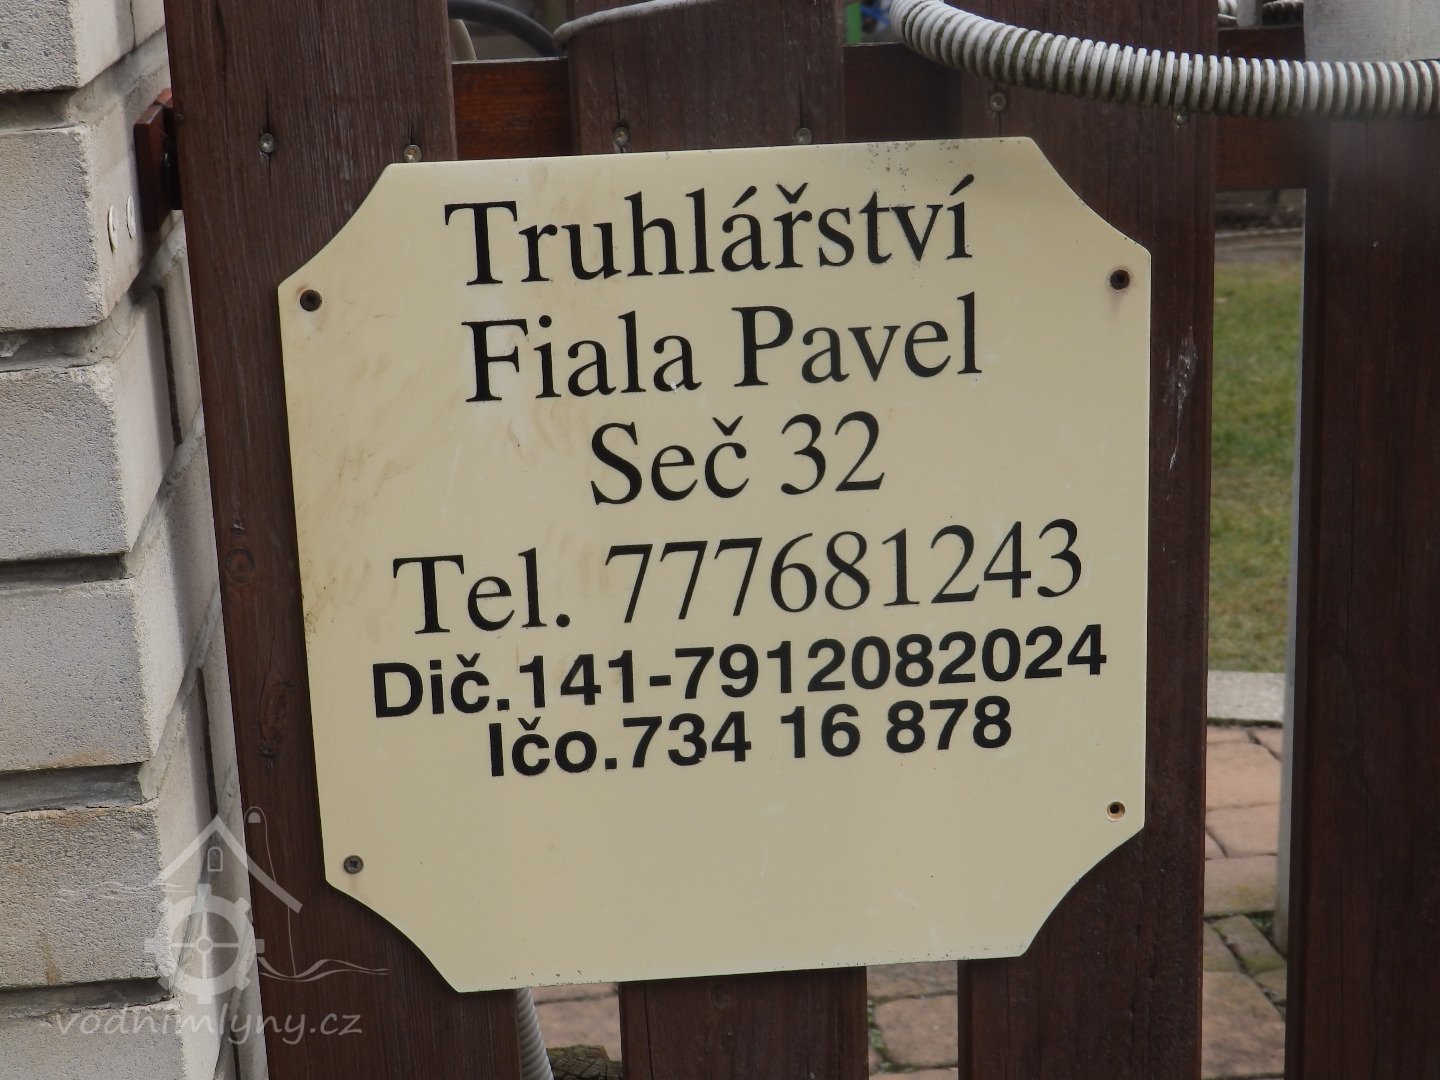 Truhlářství
Fiala Pavel
Seč 32
Tel. 777681243
Dič.141-7912082024
Ičo.734 16 878
vodnimlyny.cz